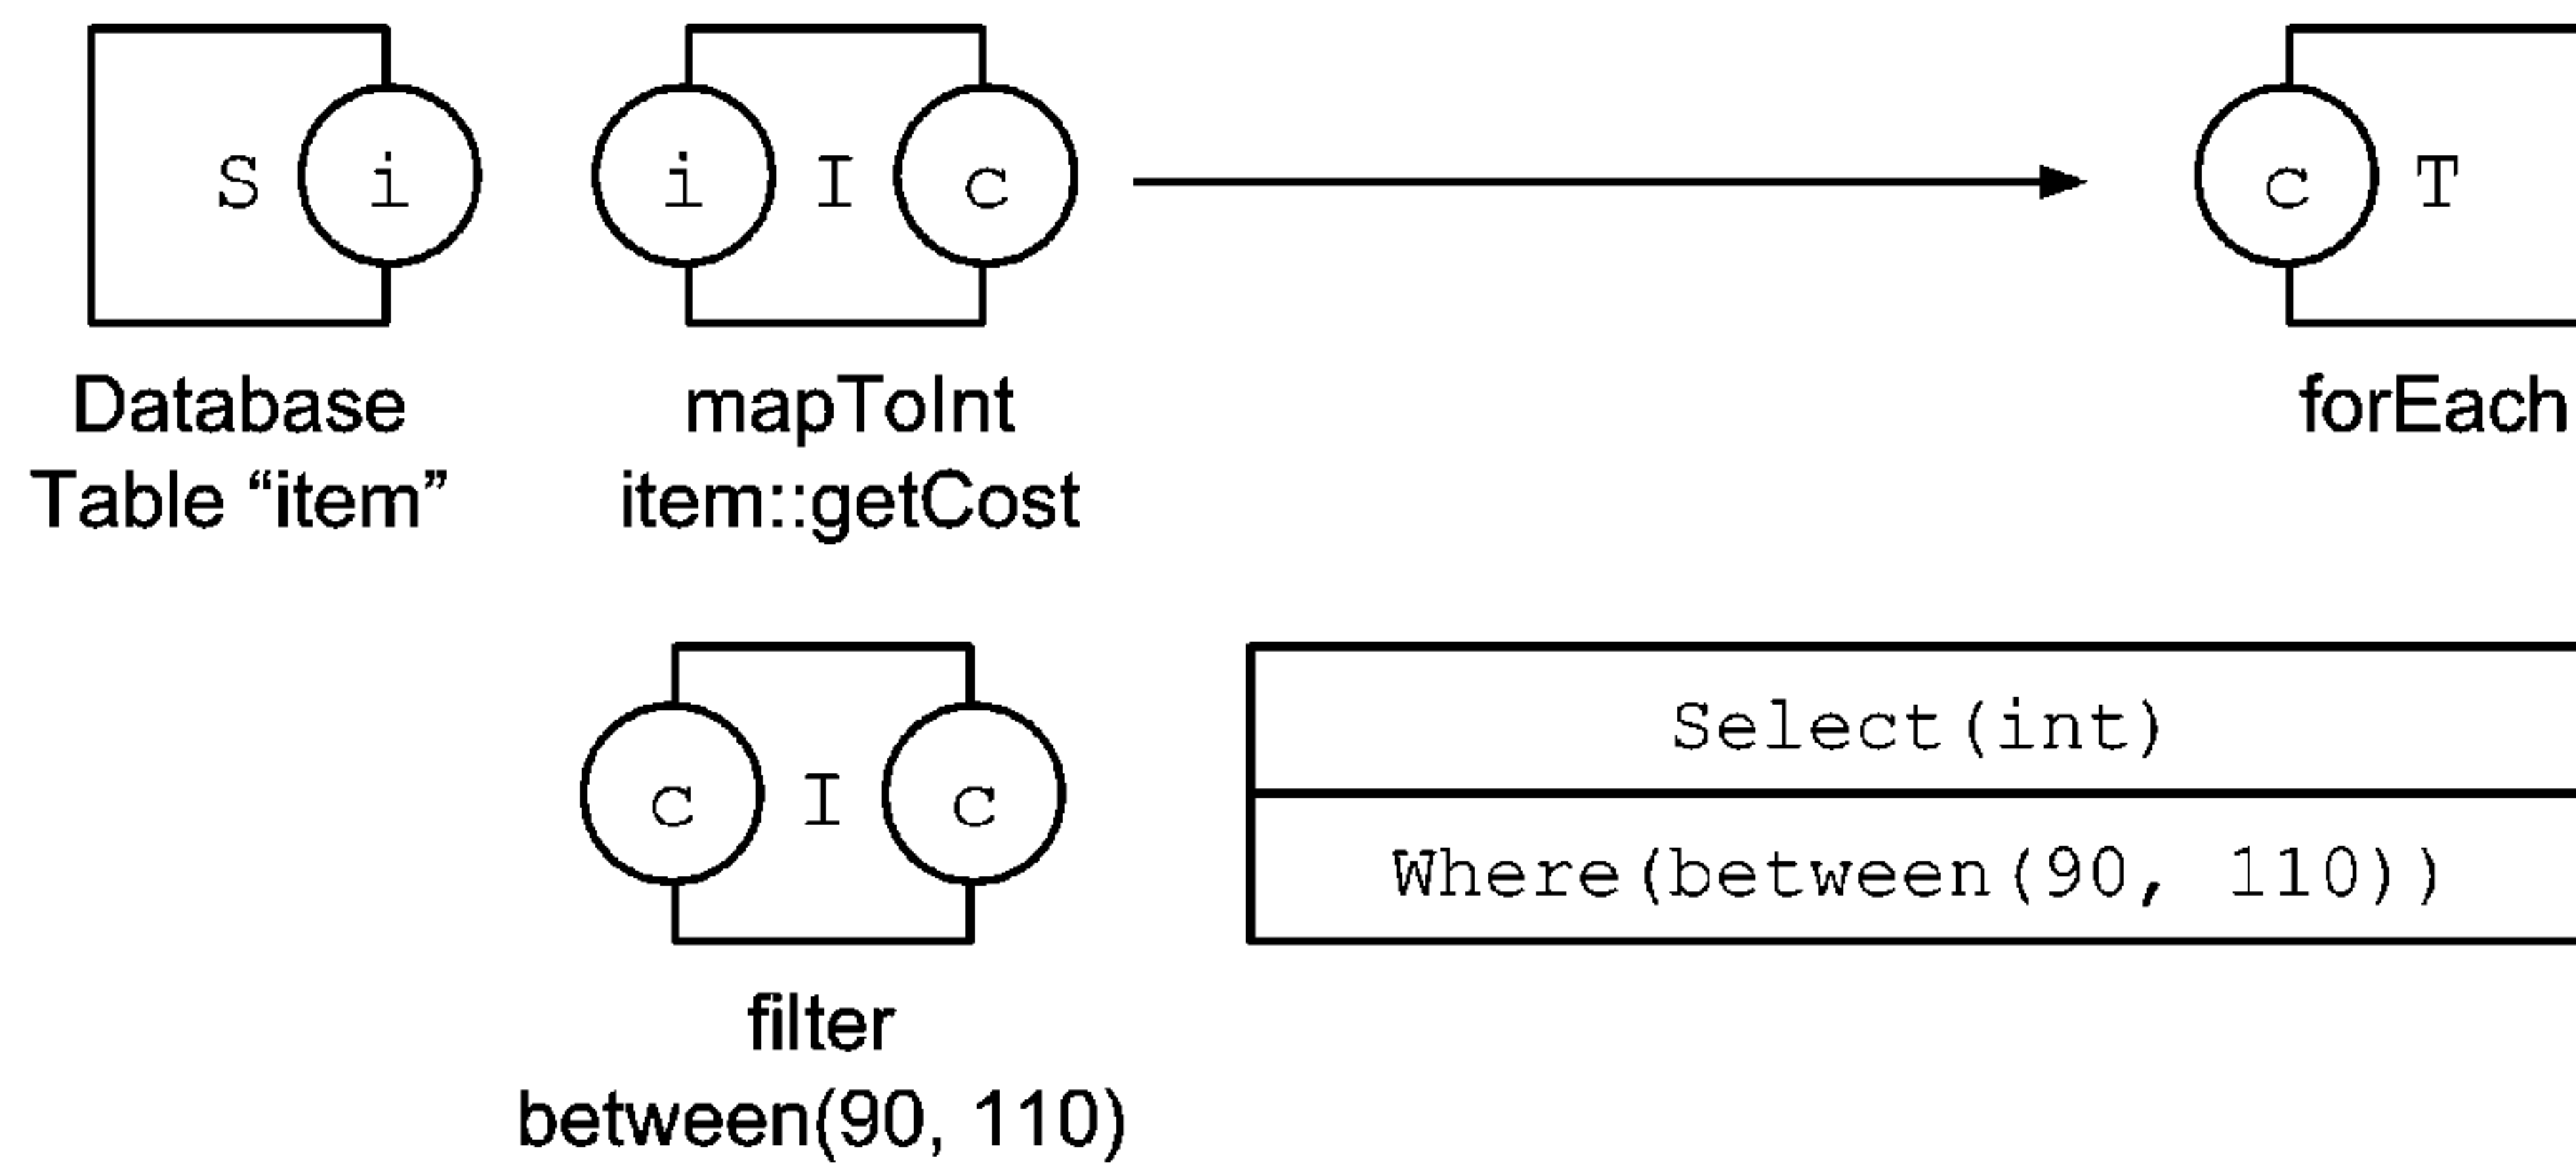 S i
i I c
c T
Database
Table “item”
mapToInt
item::getCost
forEach
c I c
filter
between(90, 110)
Select(int)
Where(between(90, 110))